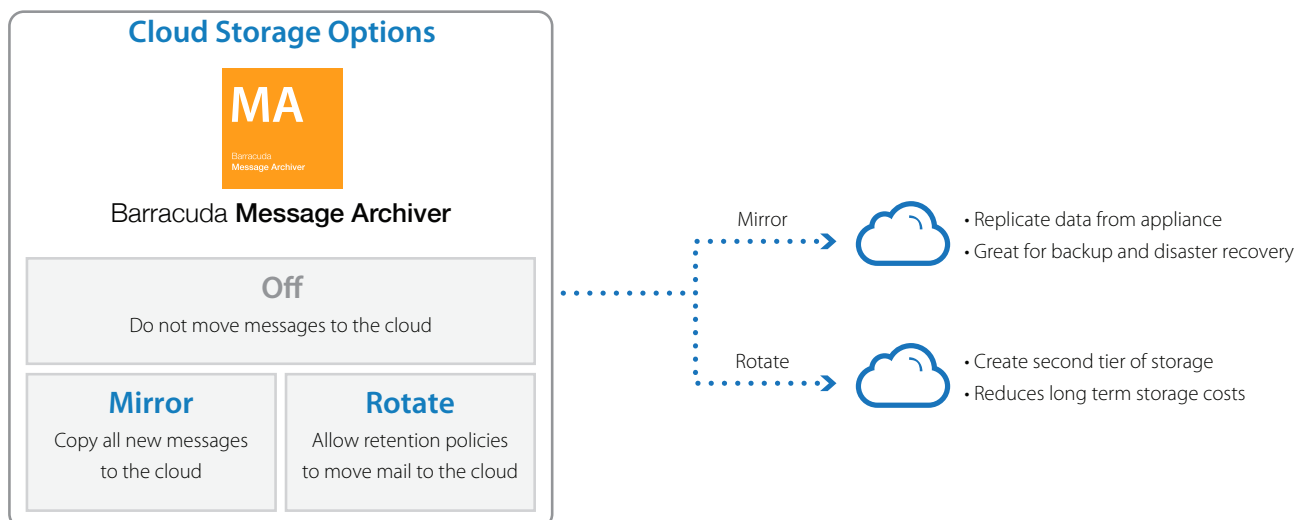 Cloud Storage Options
MA
Barracuda
Message Archiver
Barracuda Message Archiver
Off
Do not move messages to the cloud
Mirror
Copy all new messages
to the cloud
Rotate
Allow retention policies
to move mail to the cloud
Mirror
• Replicate data from appliance
• Great for backup and disaster recovery
Rotate
• Create second tier of storage
• Reduces long term storage costs